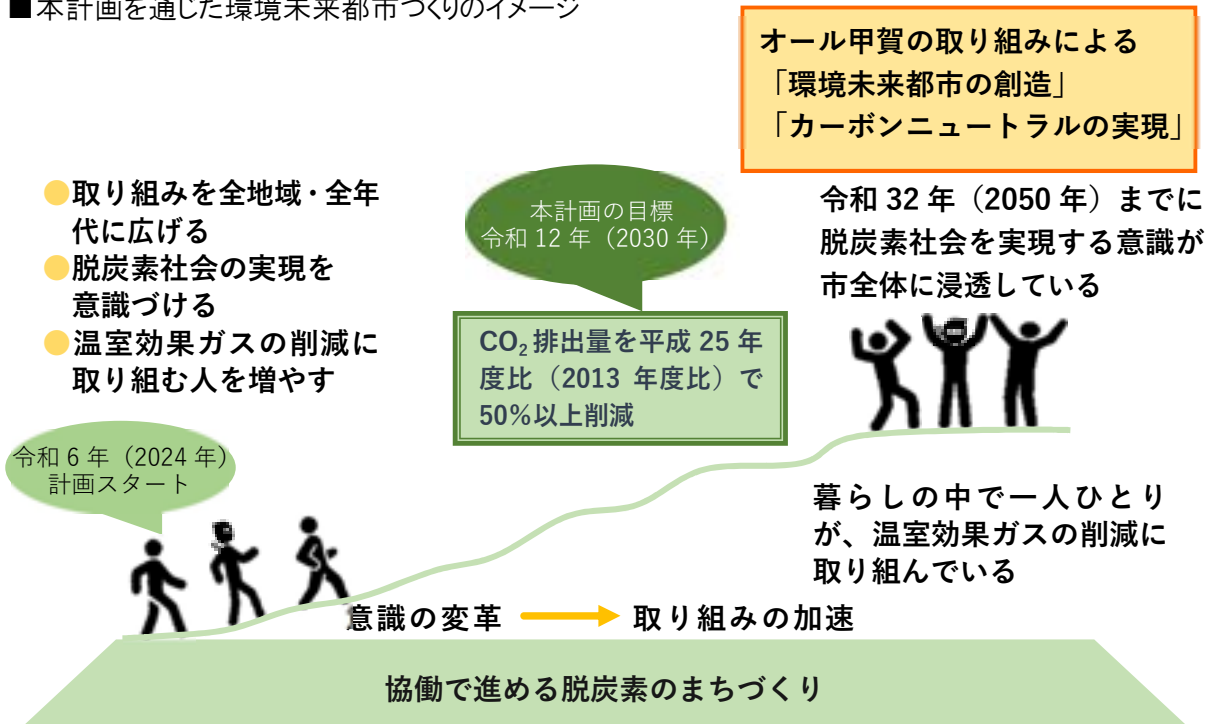 ■本計画を通じた環境未来都市づくりのイメージ
オール甲賀の取り組みによる
「環境未来都市の創造」
「カーボンニュートラルの実現」
●取り組みを全地域・全年
代に広げる
●脱炭素社会の実現を
意識づける
●温室効果ガスの削減に
取り組む人を増やす
本計画の目標
令和 12 年（2030 年）
CO₂ 排出量を平成 25 年
度比（2013 年度比）で
50％以上削減
令和 32 年（2050 年）までに
脱炭素社会を実現する意識が
市全体に浸透している
令和 6 年（2024 年）
計画スタート
暮らしの中で一人ひとり
が、温室効果ガスの削減に
取り組んでいる
意識の変革 → 取り組みの加速
協働で進める脱炭素のまちづくり